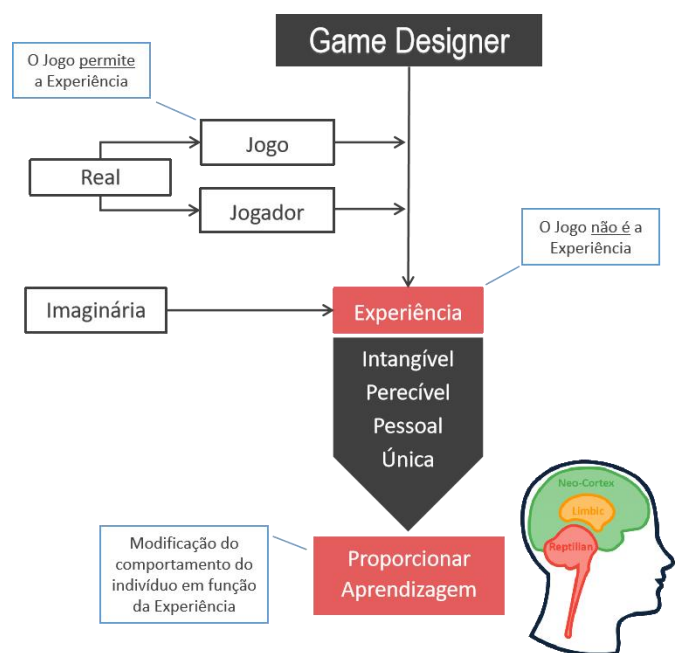 Game Designer
O Jogo permite
a Experiência
Jogo
Real
Jogador
O Jogo não é a
Experiência
Imaginária
Experiência
Intangível
Perecível
Pessoal
Única
Neo-Cortex
Limbic
Reptilian
Modificação do
comportamento do
indivíduo em função
da Experiência
Proporcionar
Aprendizagem